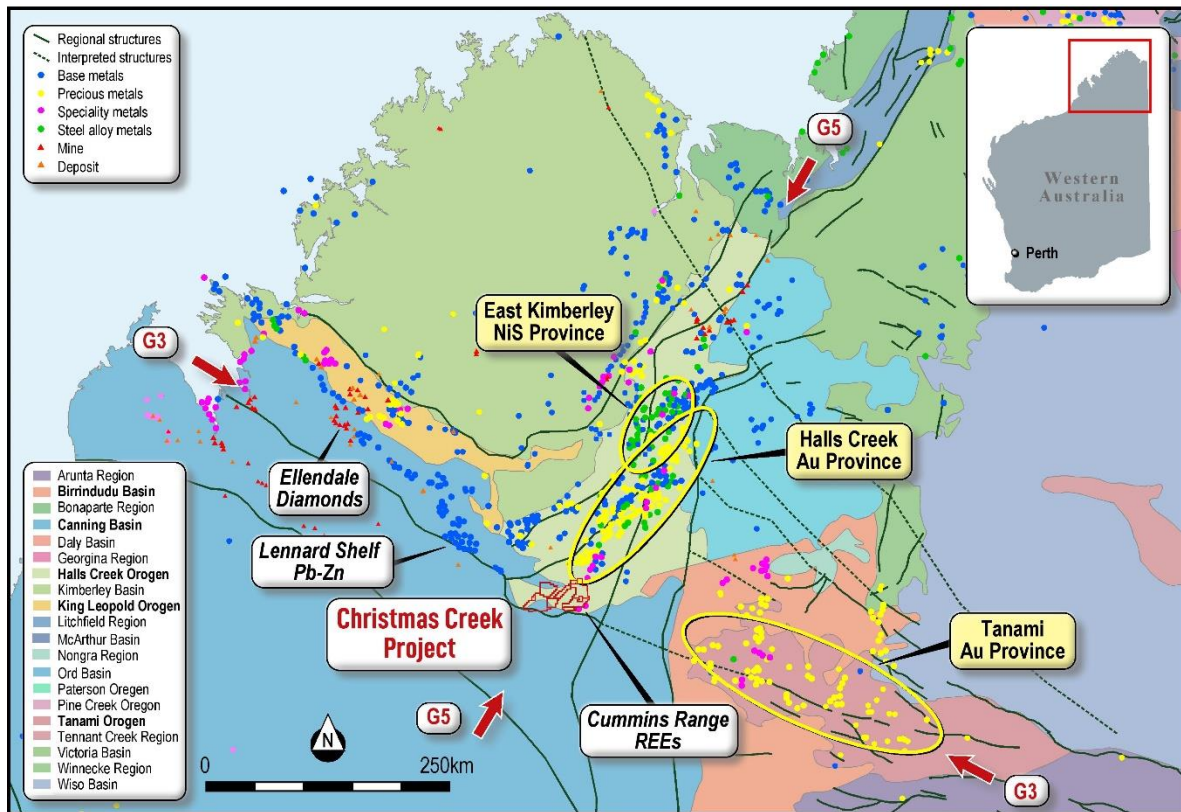 Regional structures
Interpreted structures
Base metals
Precious metals
Speciality metals
Steel alloy metals
Mine
Deposit
G5
Western
Australia
Perth
East Kimberley
NiS Province
G3
Halls Creek
Au Province
Ellendale
Diamonds
Lennard Shelf
Pb-Zn
Christmas Creek
Project
Tanami
Au Province
Cummins Range
REEs
G5
G3
Arunta Region
Birrindudu Basin
Bonaparte Region
Canning Basin
Daly Basin
Georgina Region
Halls Creek Orogen
Kimberley Basin
King Leopold Orogen
Litchfield Region
McArthur Basin
Nongra Region
Ord Basin
Paterson Oregen
Pine Creek Oregon
Tanami Orogen
Tennant Creek Region
Victoria Basin
Winnecke Region
Wiso Basin
N
0 250km